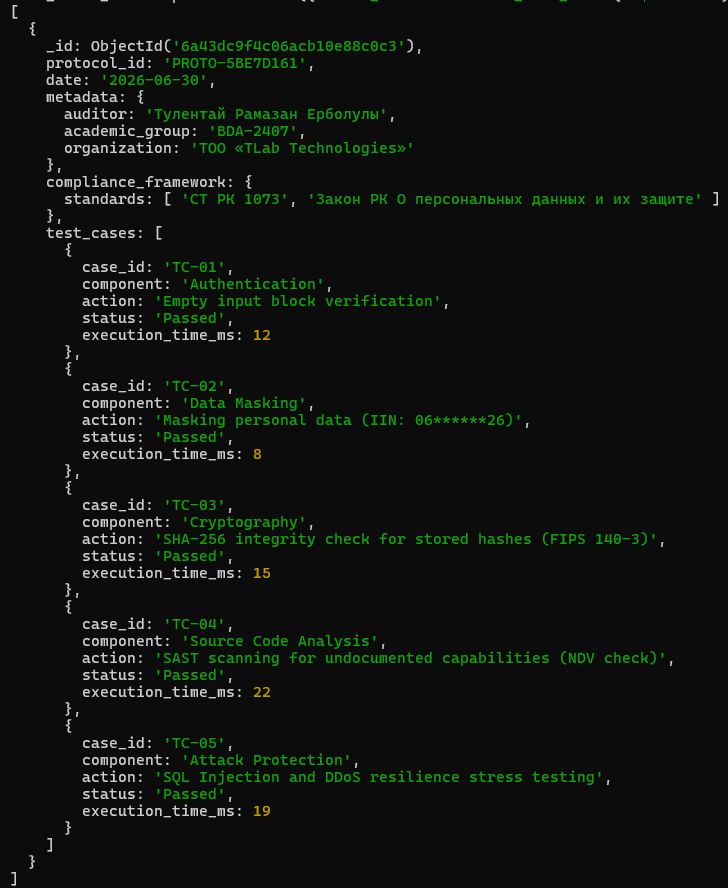 [
  {
    _id: ObjectId('6a43dc9f4c06acb10e88c0c3'),
    protocol_id: 'PROTO-5BE7D161',
    date: '2026-06-30',
    metadata: {
      auditor: 'Тулентай Рамазан Ерболулы',
      academic_group: 'BDA-2407',
      organization: 'ТОО «TLab Technologies»'
    },
    compliance_framework: {
      standards: [ 'СТ РК 1073', 'Закон РК О персональных данных и их защите' ]
    },
    test_cases: [
      {
        case_id: 'TC-01',
        component: 'Authentication',
        action: 'Empty input block verification',
        status: 'Passed',
        execution_time_ms: 12
      },
      {
        case_id: 'TC-02',
        component: 'Data Masking',
        action: 'Masking personal data (IIN: 06******26)',
        status: 'Passed',
        execution_time_ms: 8
      },
      {
        case_id: 'TC-03',
        component: 'Cryptography',
        action: 'SHA-256 integrity check for stored hashes (FIPS 140-3)',
        status: 'Passed',
        execution_time_ms: 15
      },
      {
        case_id: 'TC-04',
        component: 'Source Code Analysis',
        action: 'SAST scanning for undocumented capabilities (NDV check)',
        status: 'Passed',
        execution_time_ms: 22
      },
      {
        case_id: 'TC-05',
        component: 'Attack Protection',
        action: 'SQL Injection and DDoS resilience stress testing',
        status: 'Passed',
        execution_time_ms: 19
      }
    ]
  }
]